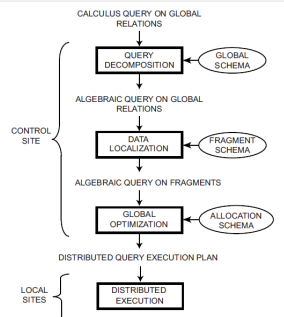 CALCULUS QUERY ON GLOBAL
RELATIONS
QUERY
DECOMPOSITION
GLOBAL
SCHEMA
ALGEBRAIC QUERY ON GLOBAL
RELATIONS
CONTROL
SITE
DATA
LOCALIZATION
FRAGMENT
SCHEMA
ALGEBRAIC QUERY ON FRAGMENTS
GLOBAL
OPTIMIZATION
ALLOCATION
SCHEMA
DISTRIBUTED QUERY EXECUTION PLAN
LOCAL
SITES
DISTRIBUTED
EXECUTION